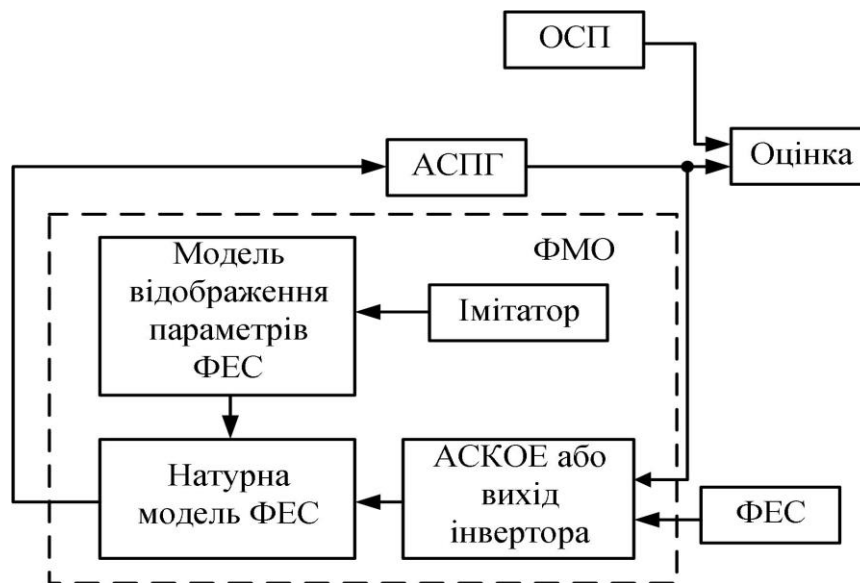 ОСП
Оцінка
АСПГ
ФМО
Модель
відображення
параметрів
ФЕС
Імітатор
Натурна
модель ФЕС
АСКОЕ або
вихід
інвертора
ФЕС